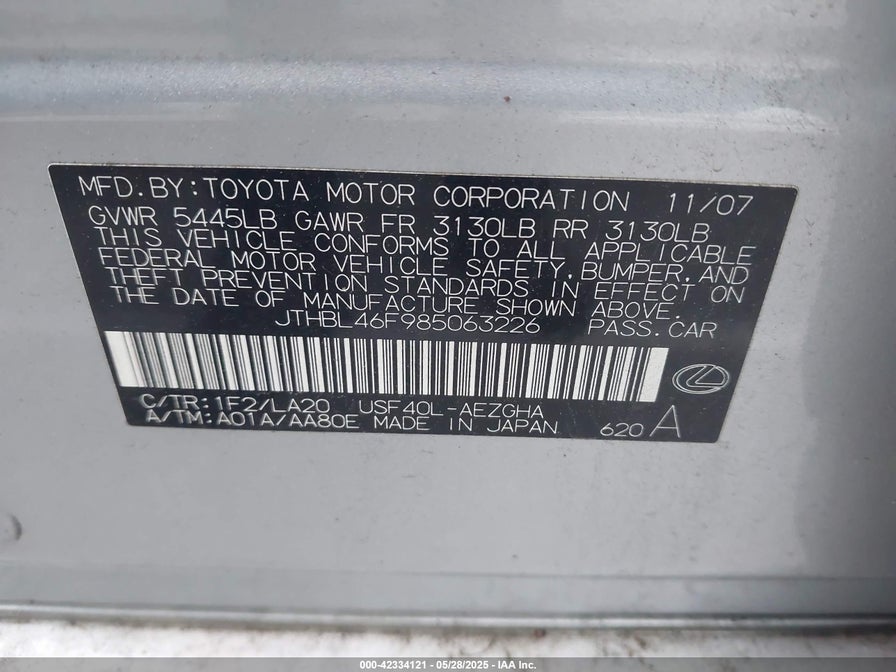 MFD.BY:TOYOTA MOTOR CORPORATION 11/07
GVWR 5445LB GAWR FR 3130LB RR 3130LB
THIS VEHICLE CONFORMS TO ALL APPLICABLE
FEDERAL MOTOR VEHICLE SAFETY, BUMPER, AND
THEFT PREVENTION STANDARDS IN EFFECT ON
THE DATE OF MANUFACTURE SHOWN ABOVE.
JTHBL46F985063226 PASS.CAR
C/TR:1F2/LA20 USF40L-AEZGHA
A/TM:A01A/AA80E MADE IN JAPAN 620 A
000-42334121 - 05/28/2025 - IAA Inc.